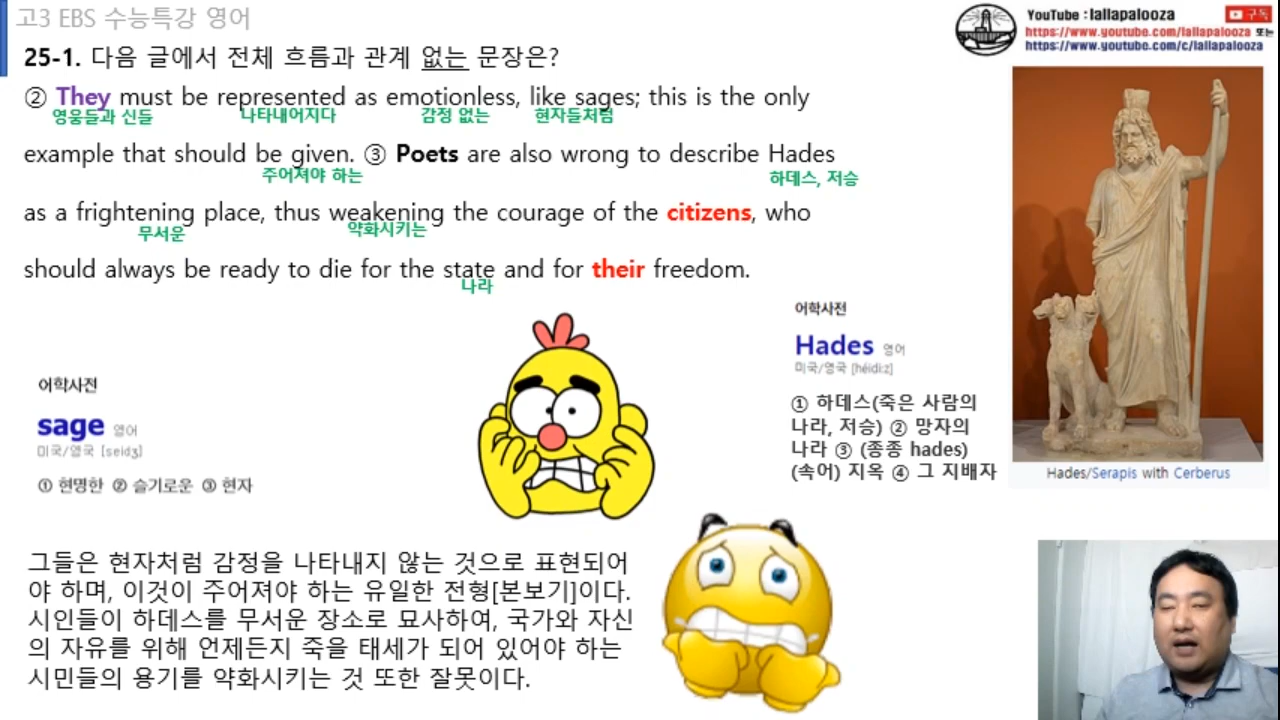 고3 EBS 수능특강 영어
YouTube : lallapalooza
구독
https://www.youtube.com/lallapalooza 또는
https://www.youtube.com/c/lallapalooza
25-1. 다음 글에서 전체 흐름과 관계 없는 문장은?
② They must be represented as emotionless, like sages; this is the only
영웅들과 신들 나타내어지다 감정 없는 현자들처럼
example that should be given. ③ Poets are also wrong to describe Hades
주어져야 하는 하데스, 저승
as a frightening place, thus weakening the courage of the citizens, who
무서운 약화시키는
should always be ready to die for the state and for their freedom.
나라
어학사전
sage 영어
미국/영국 [seidʒ]
① 현명한 ② 슬기로운 ③ 현자
어학사전
Hades 영어
미국/영국 [héidi:z]
① 하데스(죽은 사람의
나라, 저승) ② 망자의
나라 ③ (종종 hades)
(속어) 지옥 ④ 그 지배자
Hades/Serapis with Cerberus
그들은 현자처럼 감정을 나타내지 않는 것으로 표현되어
야 하며, 이것이 주어져야 하는 유일한 전형[본보기]이다.
시인들이 하데스를 무서운 장소로 묘사하여, 국가와 자신
의 자유를 위해 언제든지 죽을 태세가 되어 있어야 하는
시민들의 용기를 약화시키는 것 또한 잘못이다.